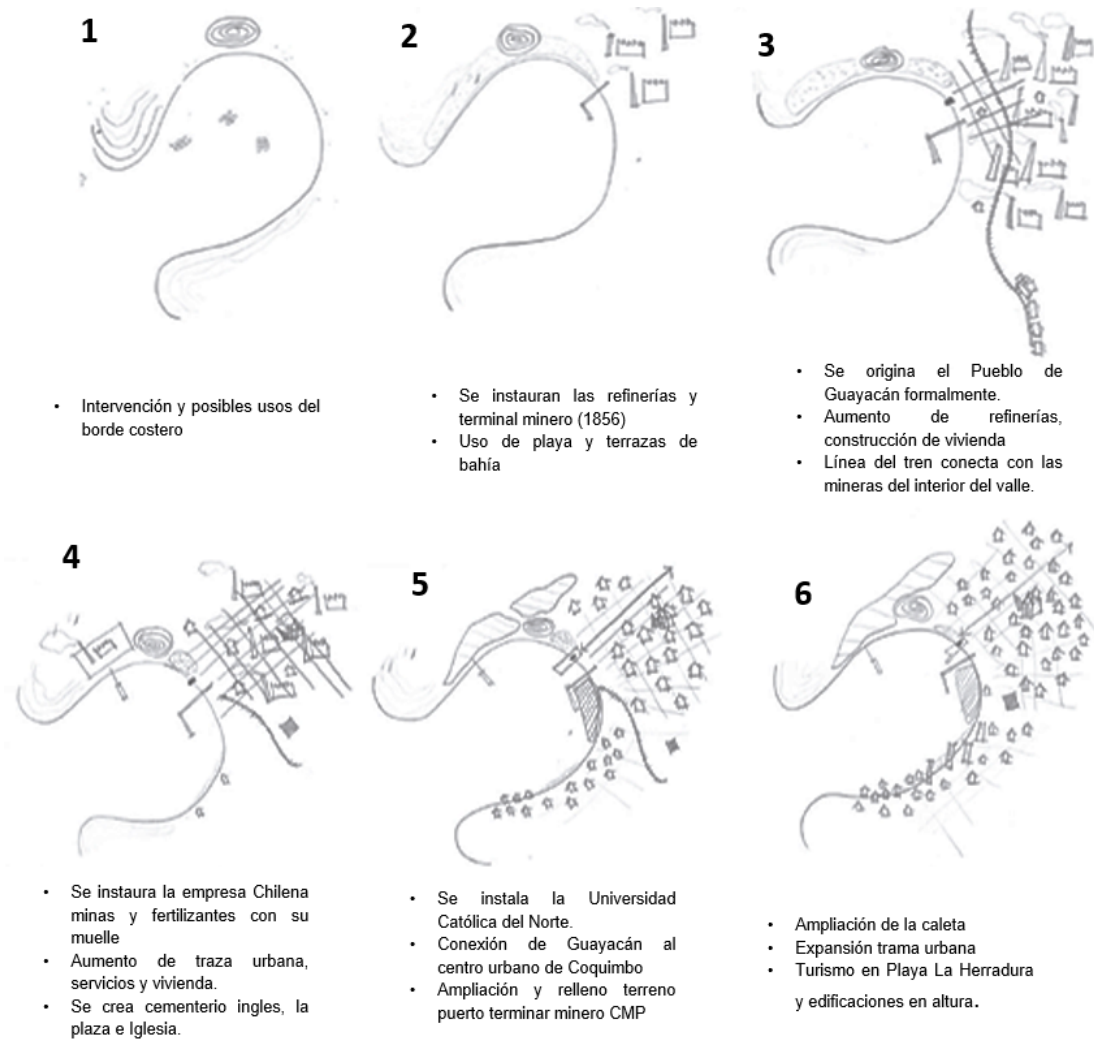 1
• Intervención y posibles usos del
borde costero
2
• Se instauran las refinerías y
terminal minero (1856)
• Uso de playa y terrazas de
bahía
3
• Se origina el Pueblo de
Guayacán formalmente.
• Aumento de refinerías,
construcción de vivienda
• Línea del tren conecta con las
mineras del interior del valle.
4
• Se instaura la empresa Chilena
minas y fertilizantes con su
muelle
• Aumento de traza urbana,
servicios y vivienda.
• Se crea cementerio ingles, la
plaza e Iglesia.
5
• Se instala la Universidad
Católica del Norte.
• Conexión de Guayacán al
centro urbano de Coquimbo
• Ampliación y relleno terreno
puerto terminar minero CMP
6
• Ampliación de la caleta
• Expansión trama urbana
• Turismo en Playa La Herradura
y edificaciones en altura.